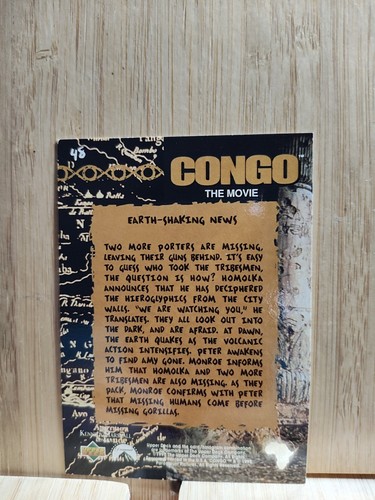 48
CONGO
THE MOVIE
EARTH-SHAKING NEWS
TWO MORE PORTERS ARE MISSING,
LEAVING THEIR GUNS BEHIND. IT'S EASY
TO GUESS WHO TOOK THE TRIBESMEN,
THE QUESTION IS HOW? HOMOLKA
ANNOUNCES THAT HE HAS DECIPHERED
THE HIEROGLYPHICS FROM THE CITY
WALLS. "WE ARE WATCHING YOU," HE
TRANSLATES. THEY ALL LOOK OUT INTO
THE DARK, AND ARE AFRAID. AT DAWN,
THE EARTH QUAKES AS THE VOLCANIC
ACTION INTENSIFIES. PETER AWAKENS
TO FIND AMY GONE. MONROE INFORMS
HIM THAT HOMOLKA AND TWO MORE
TRIBESMEN ARE ALSO MISSING. AS THEY
PACK, MONROE CONFIRMS WITH PETER
THAT MISSING HUMANS COME BEFORE
MISSING GORILLAS.